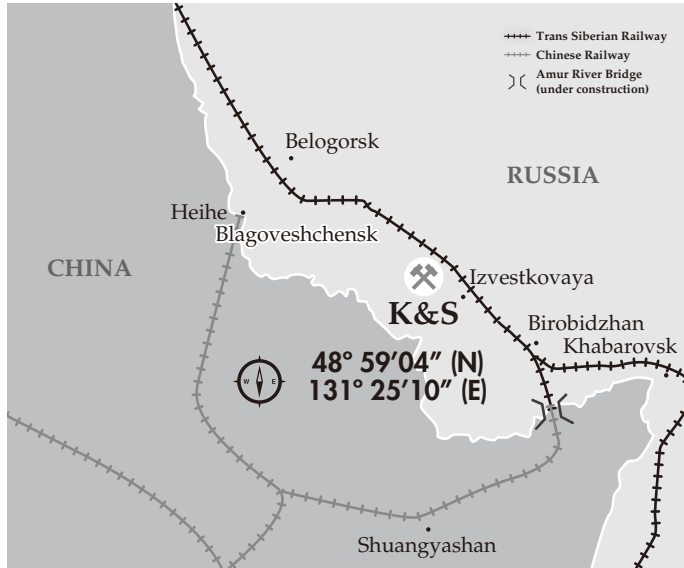 Trans Siberian Railway
Chinese Railway
Amur River Bridge
(under construction)
Belogorsk
RUSSIA
Heihe
Blagoveshchensk
CHINA
Izvestkovaya
K&S
Birobidzhan
Khabarovsk
48° 59’04” (N)
131° 25’10” (E)
W E
Shuangyashan